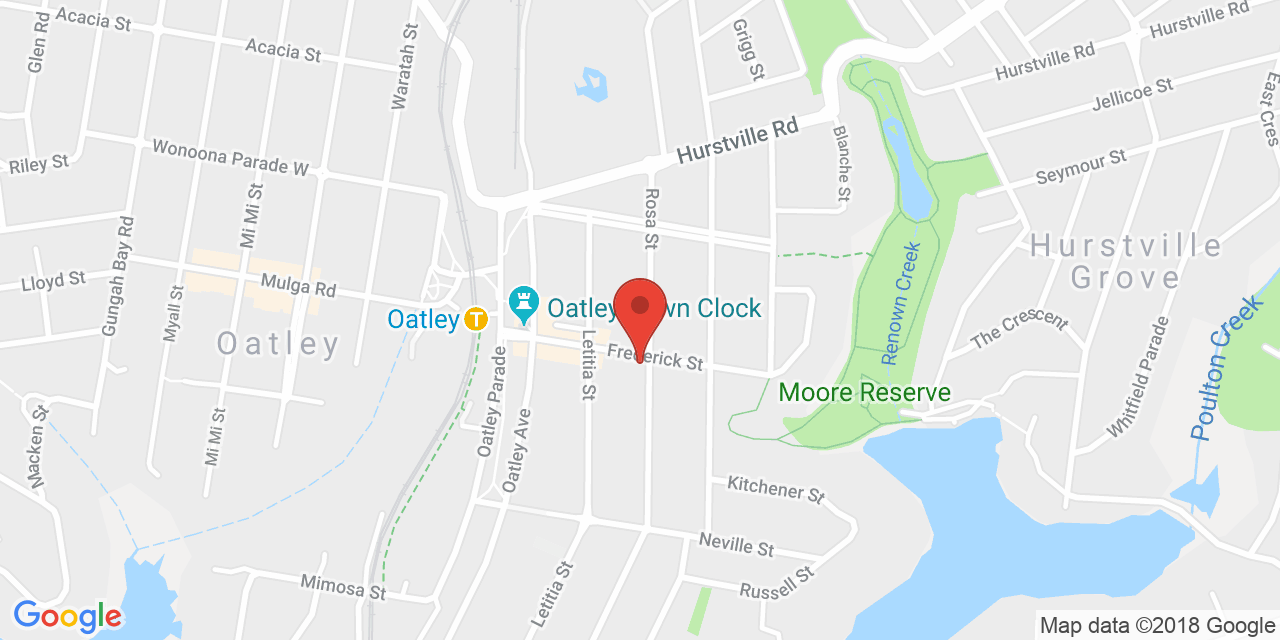 Acacia St
Acacia St
Glen Rd
Waratah St
Grigg St
Hurstville Rd
Hurstville Rd
Jellicoe St
East Cres
Hurstville Rd
Blanche St
Seymour St
Riley St
Wonoona Parade W
Mi Mi St
Rosa St
Gungah Bay Rd
Hurstville
Grove
Lloyd St
Mulga Rd
Myall St
Renown Creek
Oatley
T
Oatley Town Clock
The Crescent
Poulton Creek
Oatley
Letitia St
Frederick St
Whitfield Parade
Oatley Parade
Moore Reserve
Macken St
Mi Mi St
Oatley Ave
Kitchener St
Neville St
Mimosa St
Letitia St
Russell St
Google
Map data ©2018 Google